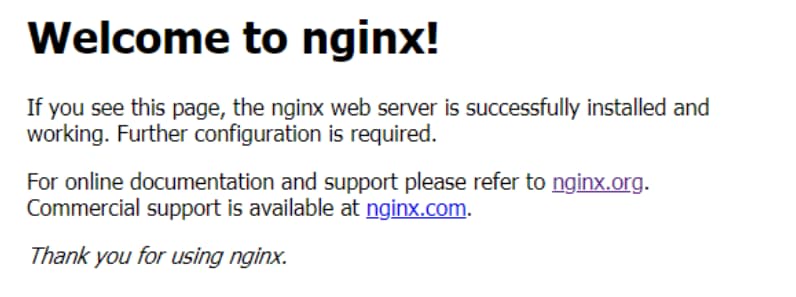 Welcome to nginx!
If you see this page, the nginx web server is successfully installed and
working. Further configuration is required.
For online documentation and support please refer to nginx.org.
Commercial support is available at nginx.com.
Thank you for using nginx.